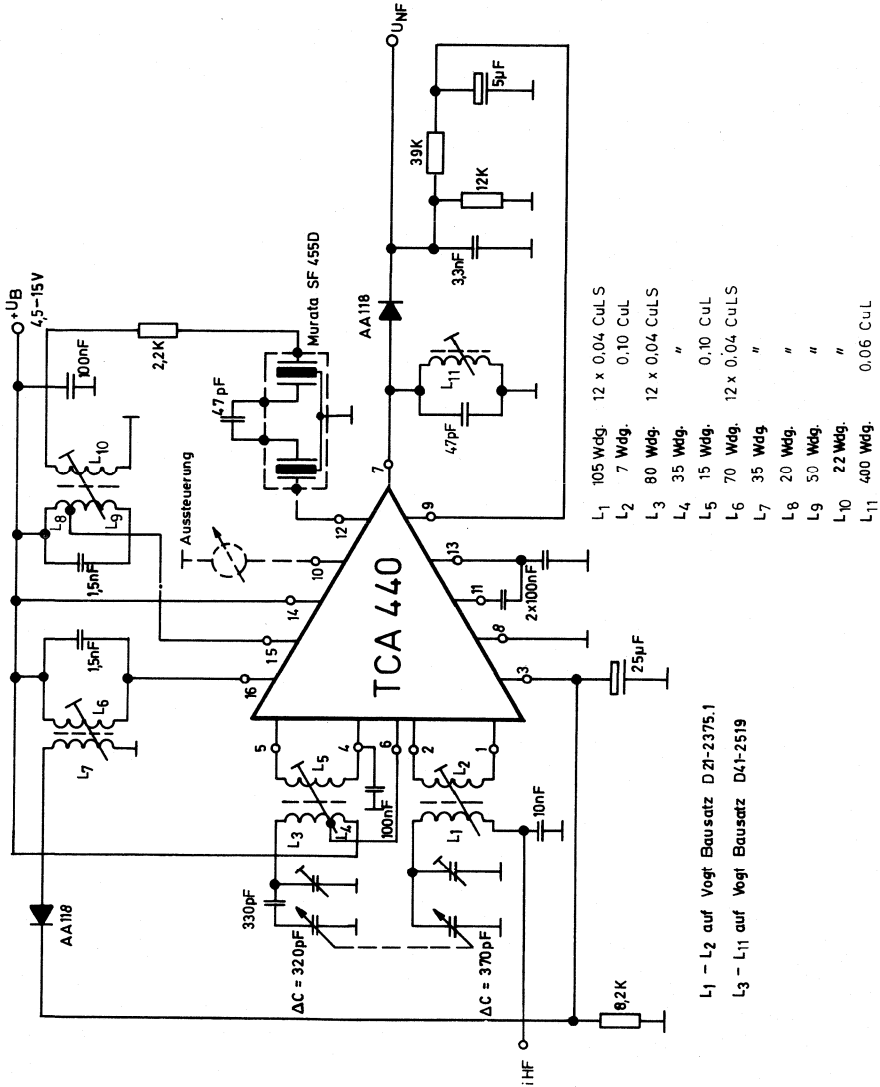 +UB
4,5–15V
100nF
2,2K
L10
L8
L9
1,5nF
1,5nF
L6
L7
AA118
Murata SF 455D
47pF
Aussteuerung
UNF
AA118
39K
5µF
12K
3,3nF
L11
47pF
TCA 440
7
12
10
14
15
16
9
13
11
8
3
5
4
6
2
1
2x100nF
25µF
L5
L3
L4
100nF
L2
L1
10nF
330pF
ΔC = 320pF
ΔC = 370pF
8,2K
iHF
L1 105 Wdg. 12 x 0,04 CuLS
L2 7 Wdg. 0,10 CuL
L3 80 Wdg. 12 x 0,04 CuLS
L4 35 Wdg. "
L5 15 Wdg. 0,10 CuL
L6 70 Wdg. 12 x 0,04 CuLS
L7 35 Wdg. "
L8 20 Wdg. "
L9 50 Wdg. "
L10 22 Wdg. "
L11 400 Wdg. 0.06 CuL
L1 – L2 auf Vogt Bausatz D21-2375.1
L3 – L11 auf Vogt Bausatz D41-2519